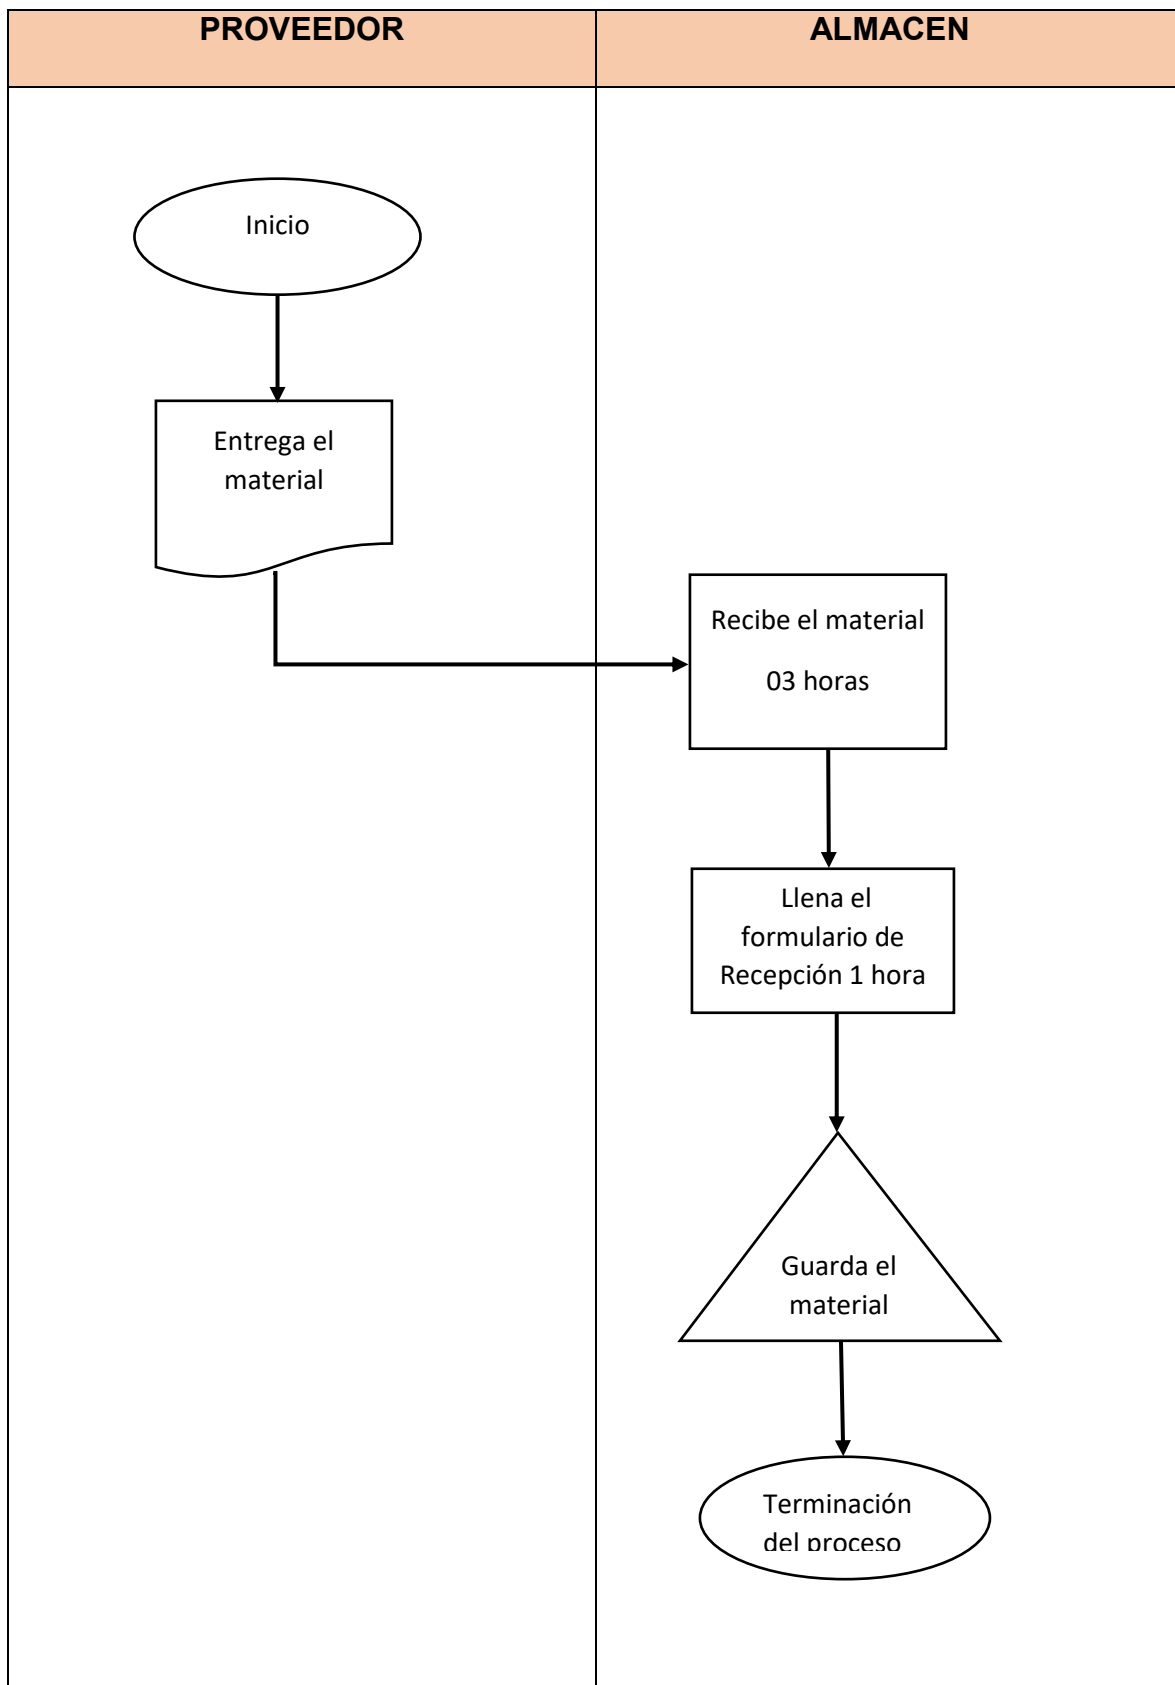 PROVEEDOR
ALMACEN
Inicio
Entrega el
material
Recibe el material
03 horas
Llena el
formulario de
Recepción 1 hora
Guarda el
material
Terminación
del proceso